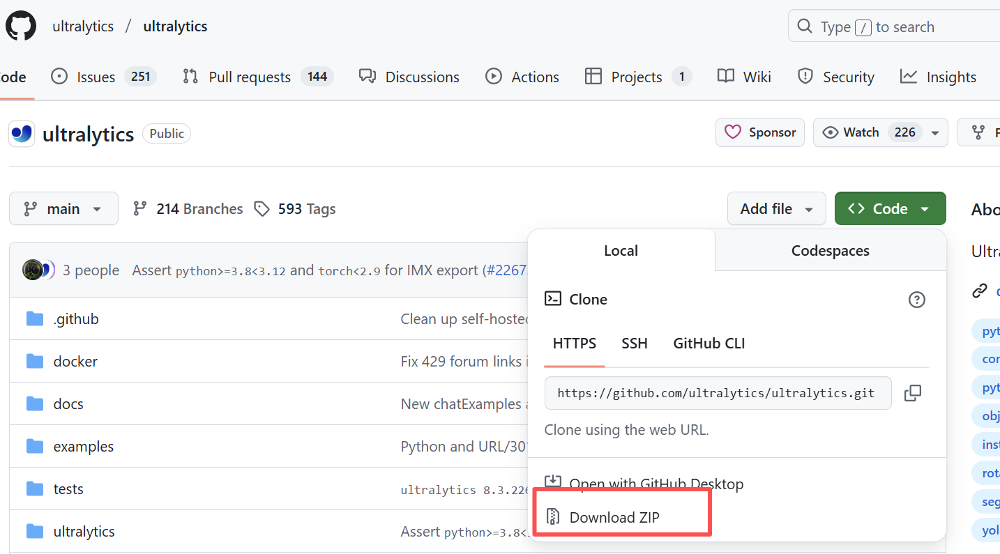 ultralytics / ultralytics
Type / to search
ode
Issues 251
Pull requests 144
Discussions
Actions
Projects 1
Wiki
Security
Insights
ultralytics Public
Sponsor
Watch 226
main
214 Branches
593 Tags
Add file
Code
Abo
3 people Assert python>=3.8<3.12 and torch<2.9 for IMX export (#2267
.github
Clean up self-hosted
docker
Fix 429 forum links i
docs
New chatExamples a
examples
Python and URL/301
tests
ultralytics 8.3.226
ultralytics
Assert python>=3.8<
Local
Codespaces
Clone
HTTPS
SSH
GitHub CLI
https://github.com/ultralytics/ultralytics.git
Clone using the web URL.
Open with GitHub Desktop
Download ZIP
Ultra
pyt
con
pyt
obj
inst
rota
seg
yol